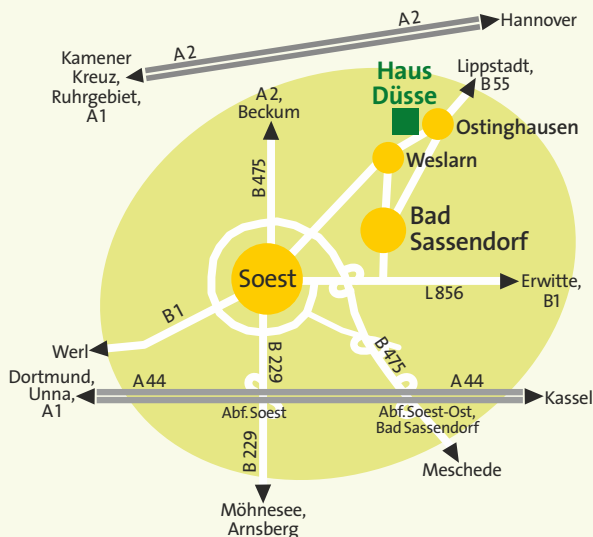 A 2
Hannover
A 2
Kamener
Kreuz,
Ruhrgebiet,
A1
Haus
Düsse
Lippstadt,
B 55
A 2,
Beckum
Ostinghausen
Weslarn
B 475
Bad
Sassendorf
Soest
L 856
Erwitte,
B1
B1
Werl
B 229
B 475
Dortmund,
Unna,
A1
A 44
A 44
Kassel
Abf. Soest
Abf. Soest-Ost,
Bad Sassendorf
B 229
Meschede
Möhnesee,
Arnsberg